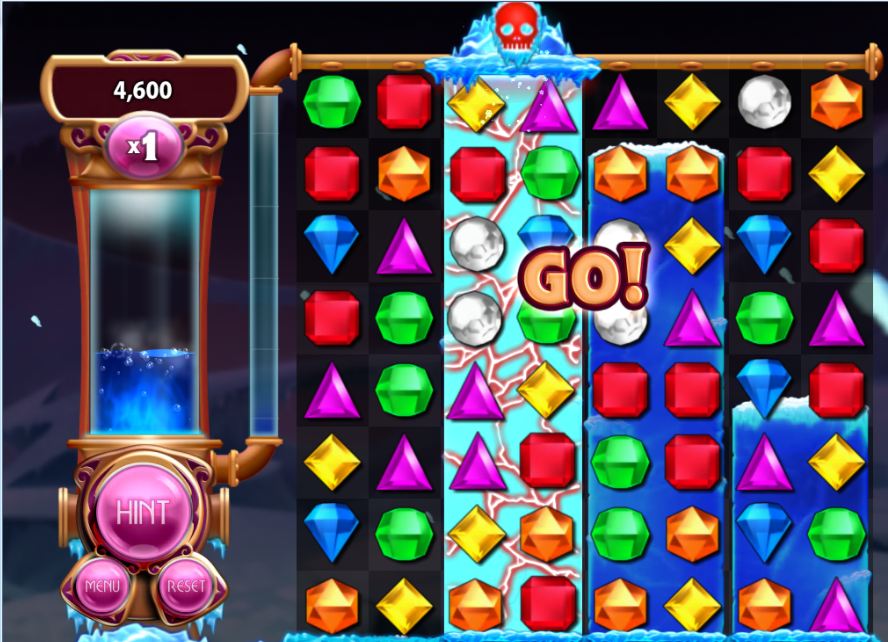 4,600
x1
GO!
HINT
MENU
RESET